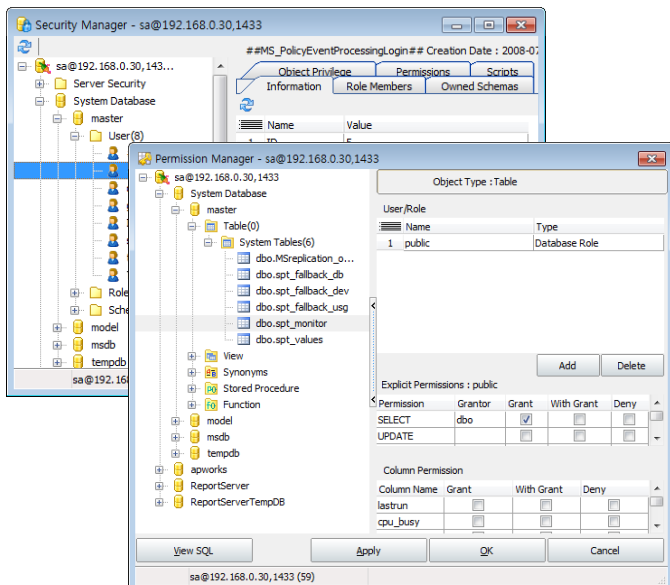 Security Manager - sa@192.168.0.30,1433
sa@192.168.0.30,143...
Server Security
System Database
master
User(8)
Role
Sche
model
msdb
tempdb
sa@192.168
##MS_PolicyEventProcessingLogin## Creation Date : 2008-07
Object Privilege Permissions Scripts
Information Role Members Owned Schemas
Name Value
1 ID 5
Permission Manager - sa@192.168.0.30,1433
sa@192.168.0.30,1433
System Database
master
Table(0)
System Tables(6)
dbo.MSreplication_o...
dbo.spt_fallback_db
dbo.spt_fallback_dev
dbo.spt_fallback_usg
dbo.spt_monitor
dbo.spt_values
View
Synonyms
Stored Procedure
Function
model
msdb
tempdb
apworks
ReportServer
ReportServerTempDB
Object Type : Table
User/Role
Name Type
1 public Database Role
Add Delete
Explicit Permissions : public
Permission Grantor Grant With Grant Deny
SELECT dbo
UPDATE
Column Permission
Column Name Grant With Grant Deny
lastrun
cpu_busy
View SQL Apply OK Cancel
sa@192.168.0.30,1433 (59)